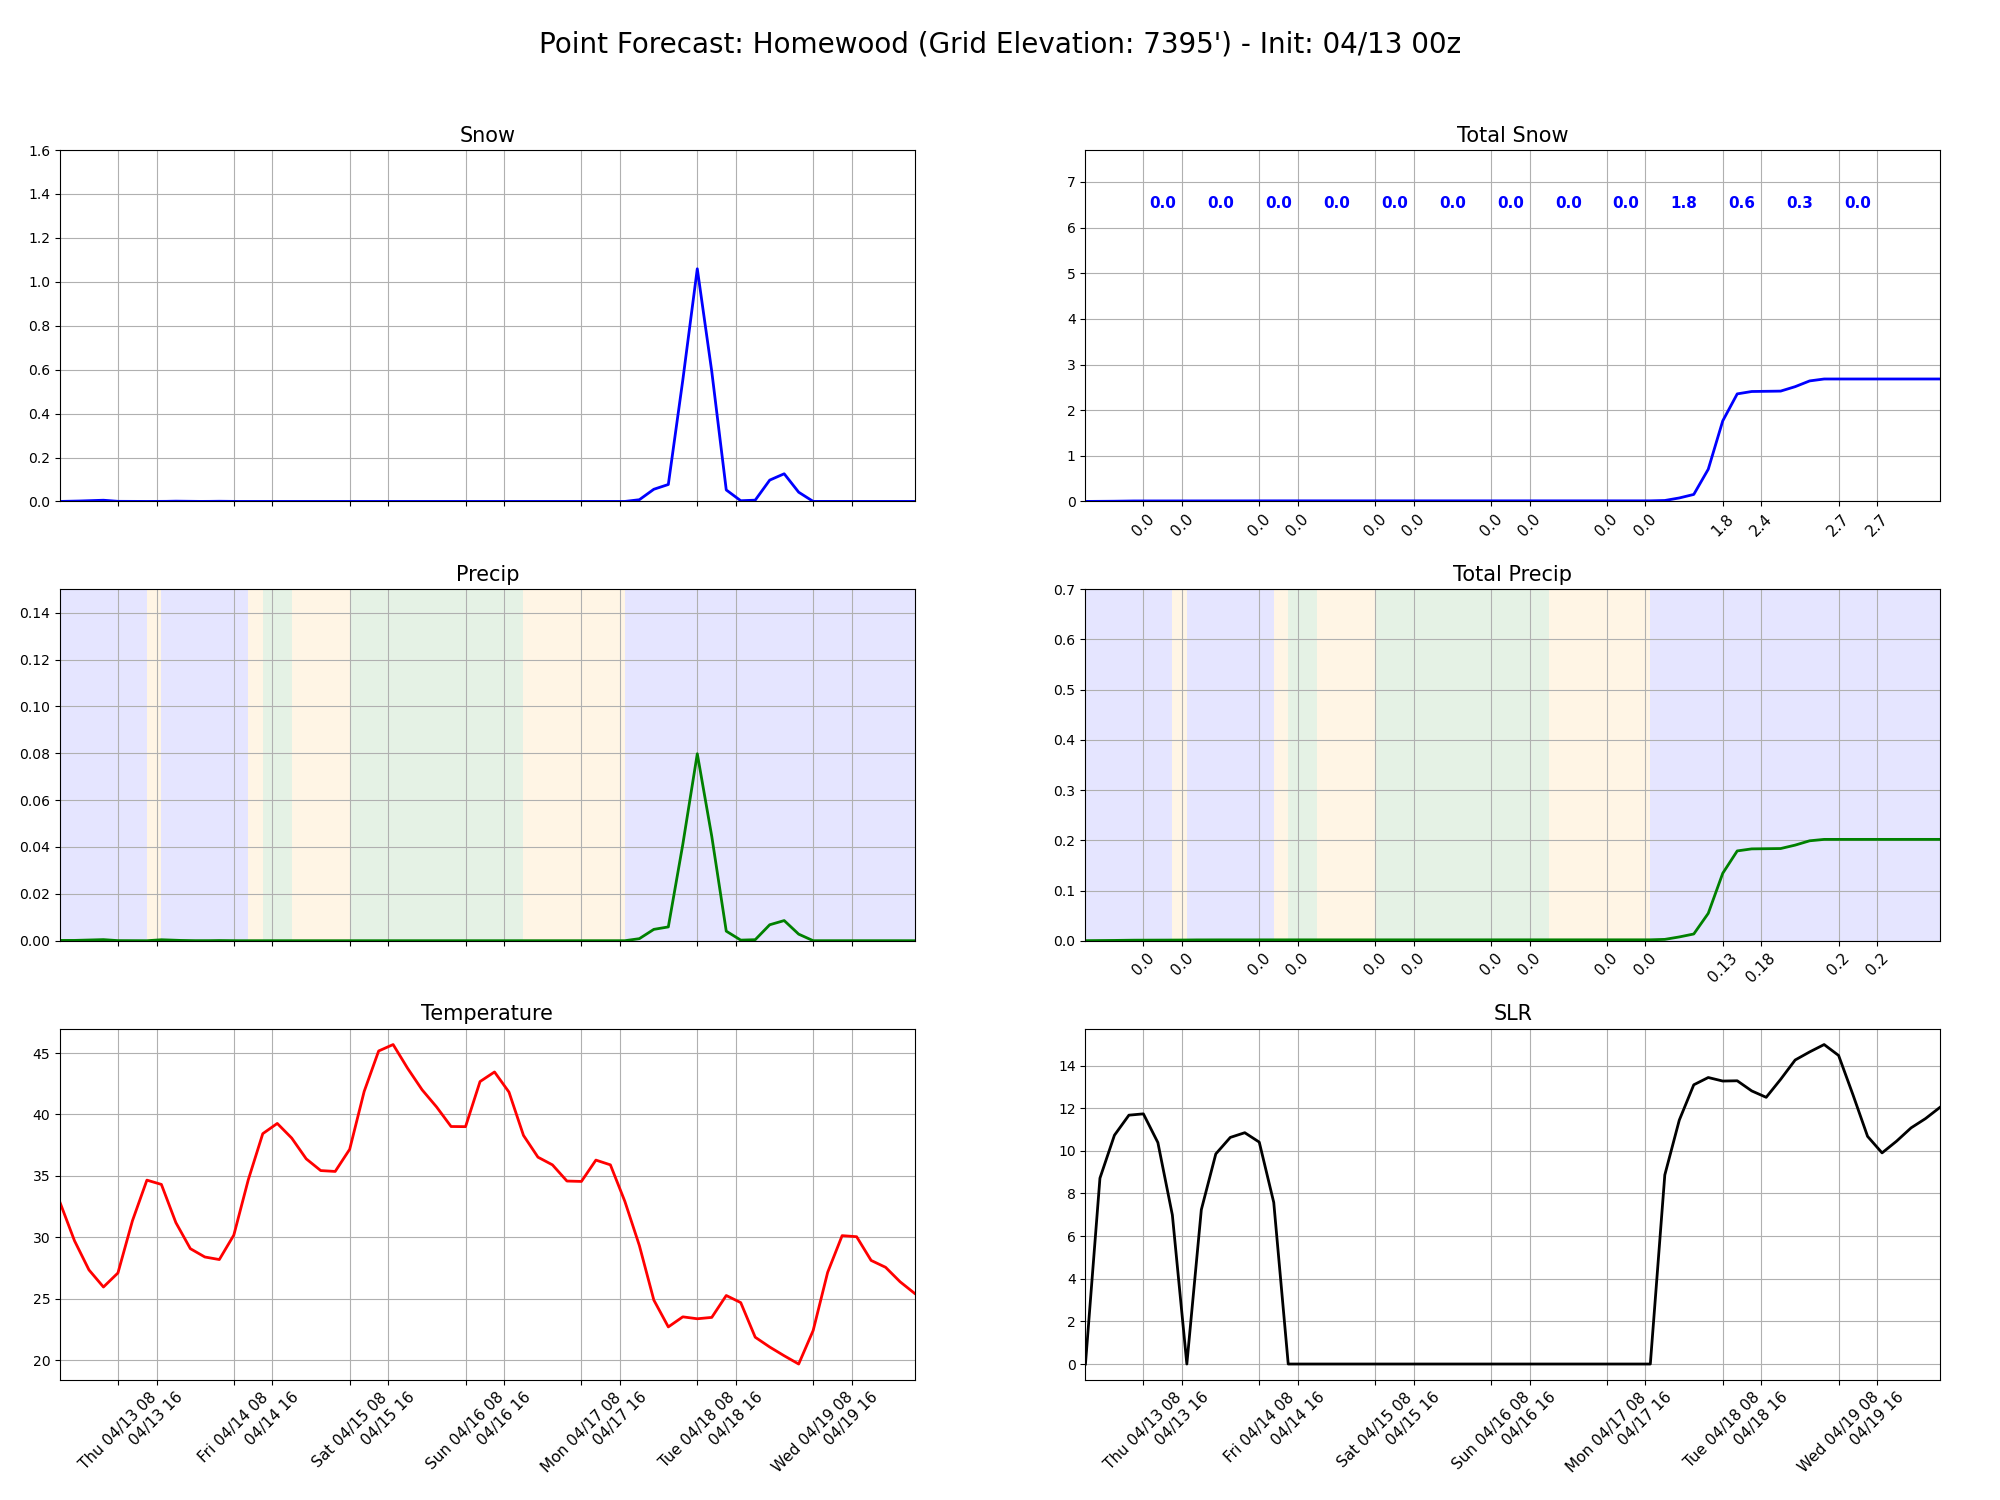 Point Forecast: Homewood (Grid Elevation: 7395') - Init: 04/13 00z
Snow
1.6
1.4
1.2
1.0
0.8
0.6
0.4
0.2
0.0
Total Snow
7
6
5
4
3
2
1
0
0.0 0.0 0.0 0.0 0.0 0.0 0.0 0.0 0.0 1.8 0.6 0.3 0.0
0.0 0.0 0.0 0.0 0.0 0.0 0.0 0.0 0.0 0.0 1.8 2.4 2.7 2.7
Precip
0.14
0.12
0.10
0.08
0.06
0.04
0.02
0.00
Total Precip
0.7
0.6
0.5
0.4
0.3
0.2
0.1
0.0
0.0 0.0 0.0 0.0 0.0 0.0 0.0 0.0 0.0 0.0 0.13 0.18 0.2 0.2
Temperature
45
40
35
30
25
20
Thu 04/13 08
04/13 16
Fri 04/14 08
04/14 16
Sat 04/15 08
04/15 16
Sun 04/16 08
04/16 16
Mon 04/17 08
04/17 16
Tue 04/18 08
04/18 16
Wed 04/19 08
04/19 16
SLR
14
12
10
8
6
4
2
0
Thu 04/13 08
04/13 16
Fri 04/14 08
04/14 16
Sat 04/15 08
04/15 16
Sun 04/16 08
04/16 16
Mon 04/17 08
04/17 16
Tue 04/18 08
04/18 16
Wed 04/19 08
04/19 16